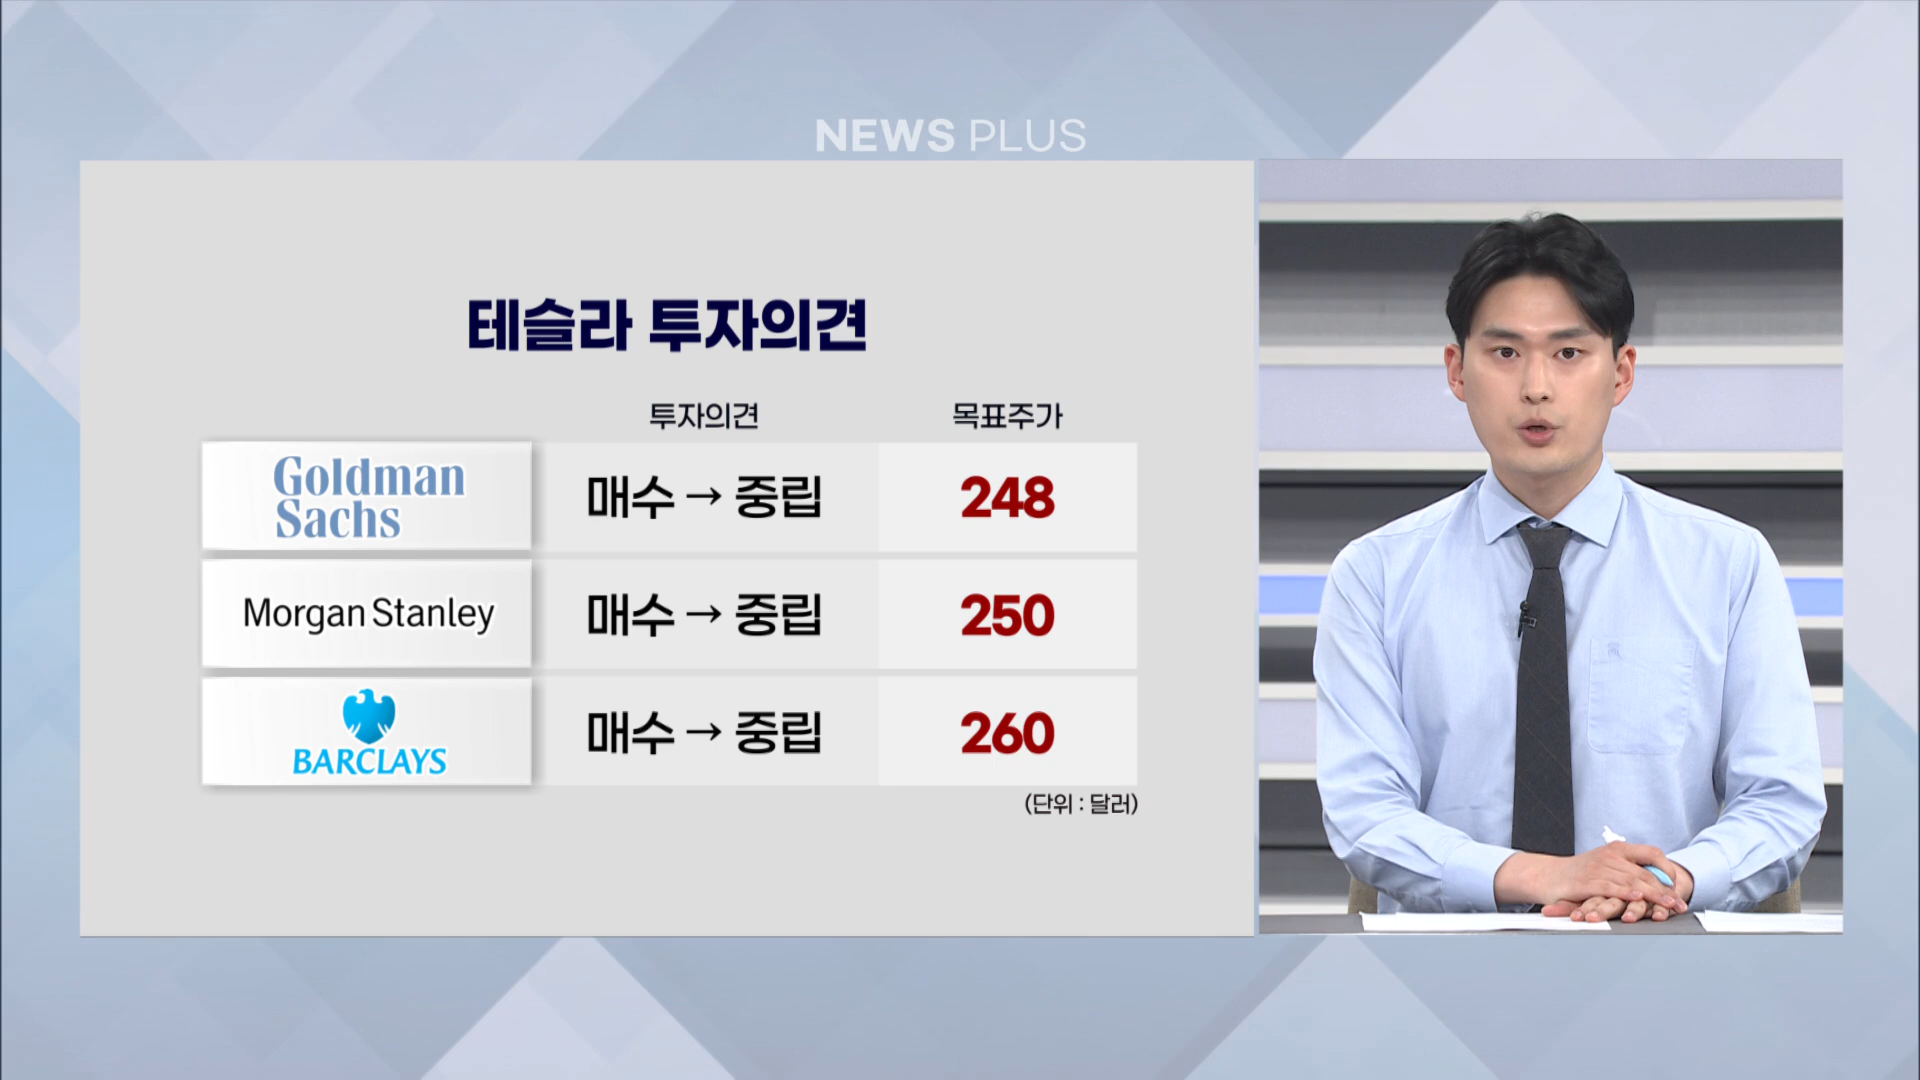 NEWS PLUS
테슬라 투자의견
투자의견 목표주가
Goldman
Sachs
매수 → 중립 248
Morgan Stanley 매수 → 중립 250
BARCLAYS 매수 → 중립 260
(단위 : 달러)